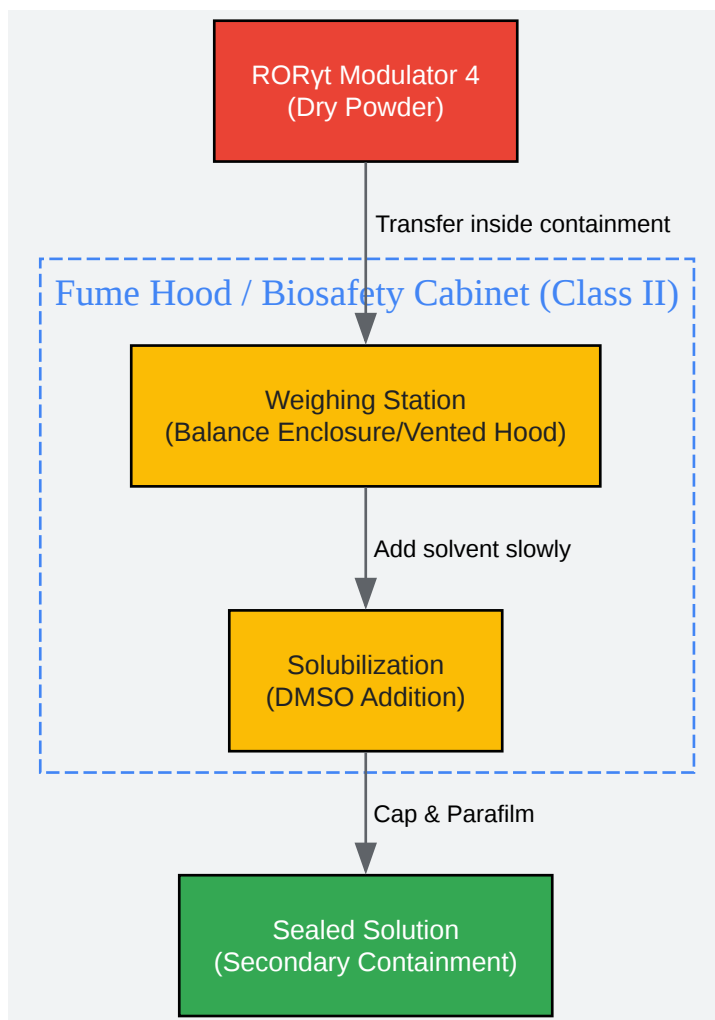 RORγt Modulator 4
(Dry Powder)
Transfer inside containment
Fume Hood / Biosafety Cabinet (Class II)
Weighing Station
(Balance Enclosure/Vented Hood)
Add solvent slowly
Solubilization
(DMSO Addition)
Cap & Parafilm
Sealed Solution
(Secondary Containment)